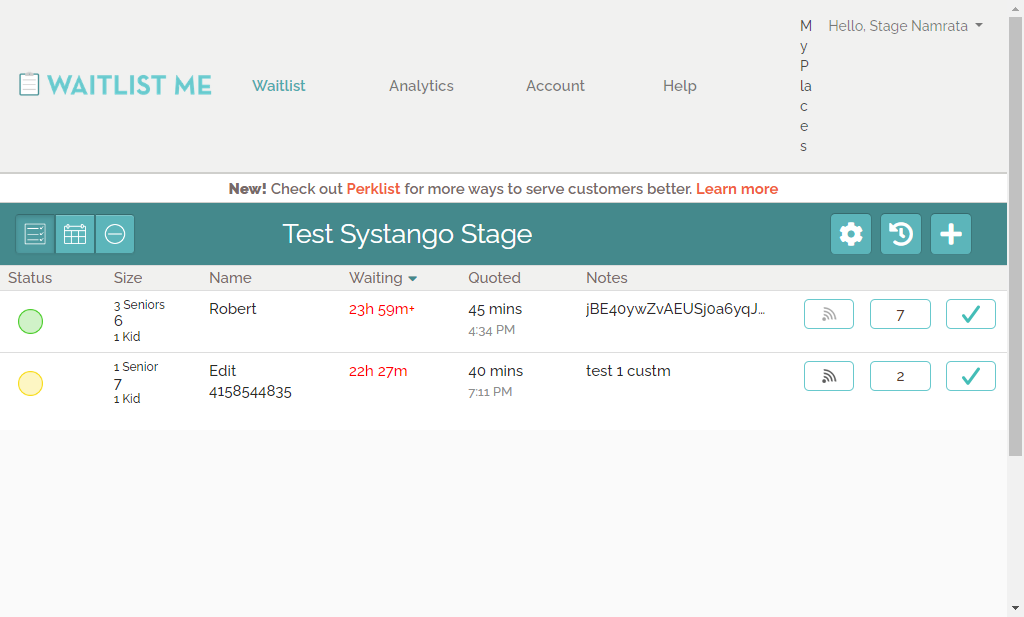 My Places
Hello, Stage Namrata
WAITLIST ME
Waitlist
Analytics
Account
Help
New! Check out Perklist for more ways to serve customers better. Learn more
Test Systango Stage
Status Size Name Waiting Quoted Notes
3 Seniors
6
1 Kid
Robert
23h 59m+
45 mins
4:34 PM
jBE40ywZvAEUSj0a6yqJ...
7
1 Senior
7
1 Kid
Edit
4158544835
22h 27m
40 mins
7:11 PM
test 1 custm
2